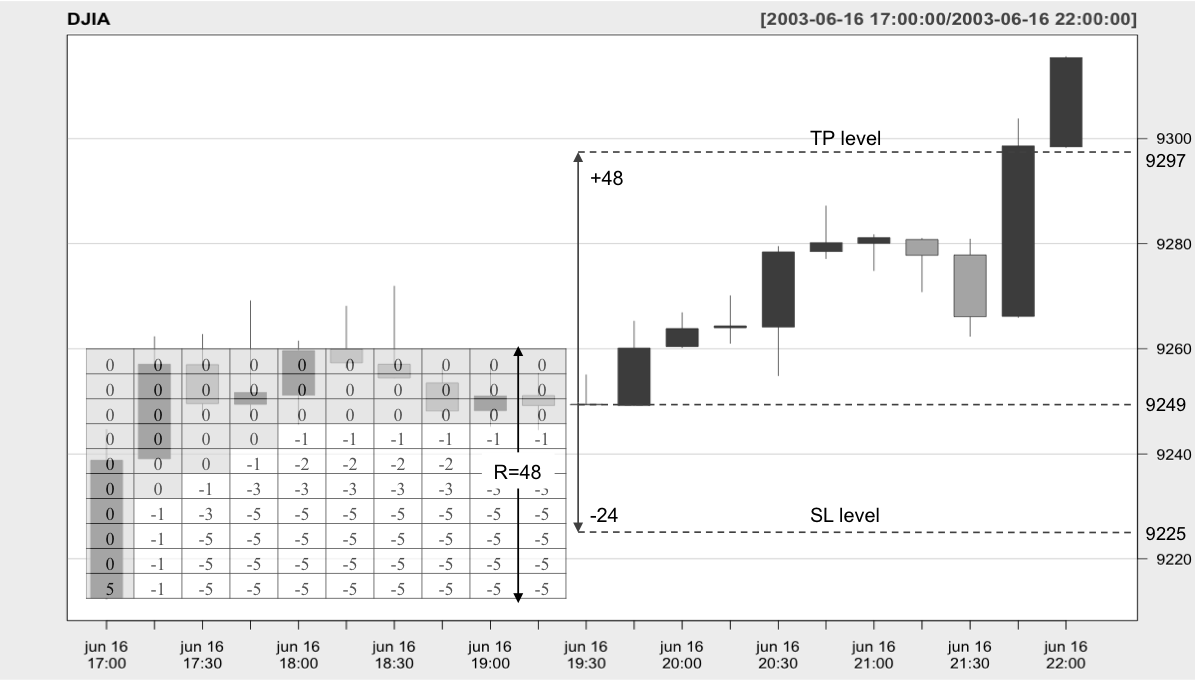 DJIA [2003-06-16 17:00:00/2003-06-16 22:00:00]
TP level
9300
9297
+48
9280
9260
9249
9240
-24
SL level
9225
9220
0 0 0 0 0 0 0 0 0 0
0 0 0 0 0 0 0 0 0 0
0 0 0 0 0 0 0 0 0 0
0 0 0 0 -1 -1 -1 -1 -1 -1
0 0 0 -1 -2 -2 -2 -2
R=48
0 0 -1 -3 -3 -3 -3 -3
0 -1 -3 -5 -5 -5 -5 -5 -5 -5
0 -1 -5 -5 -5 -5 -5 -5 -5 -5
0 -1 -5 -5 -5 -5 -5 -5 -5 -5
5 -1 -5 -5 -5 -5 -5 -5 -5 -5
jun 16 jun 16 jun 16 jun 16 jun 16 jun 16 jun 16 jun 16 jun 16 jun 16 jun 16
17:00 17:30 18:00 18:30 19:00 19:30 20:00 20:30 21:00 21:30 22:00